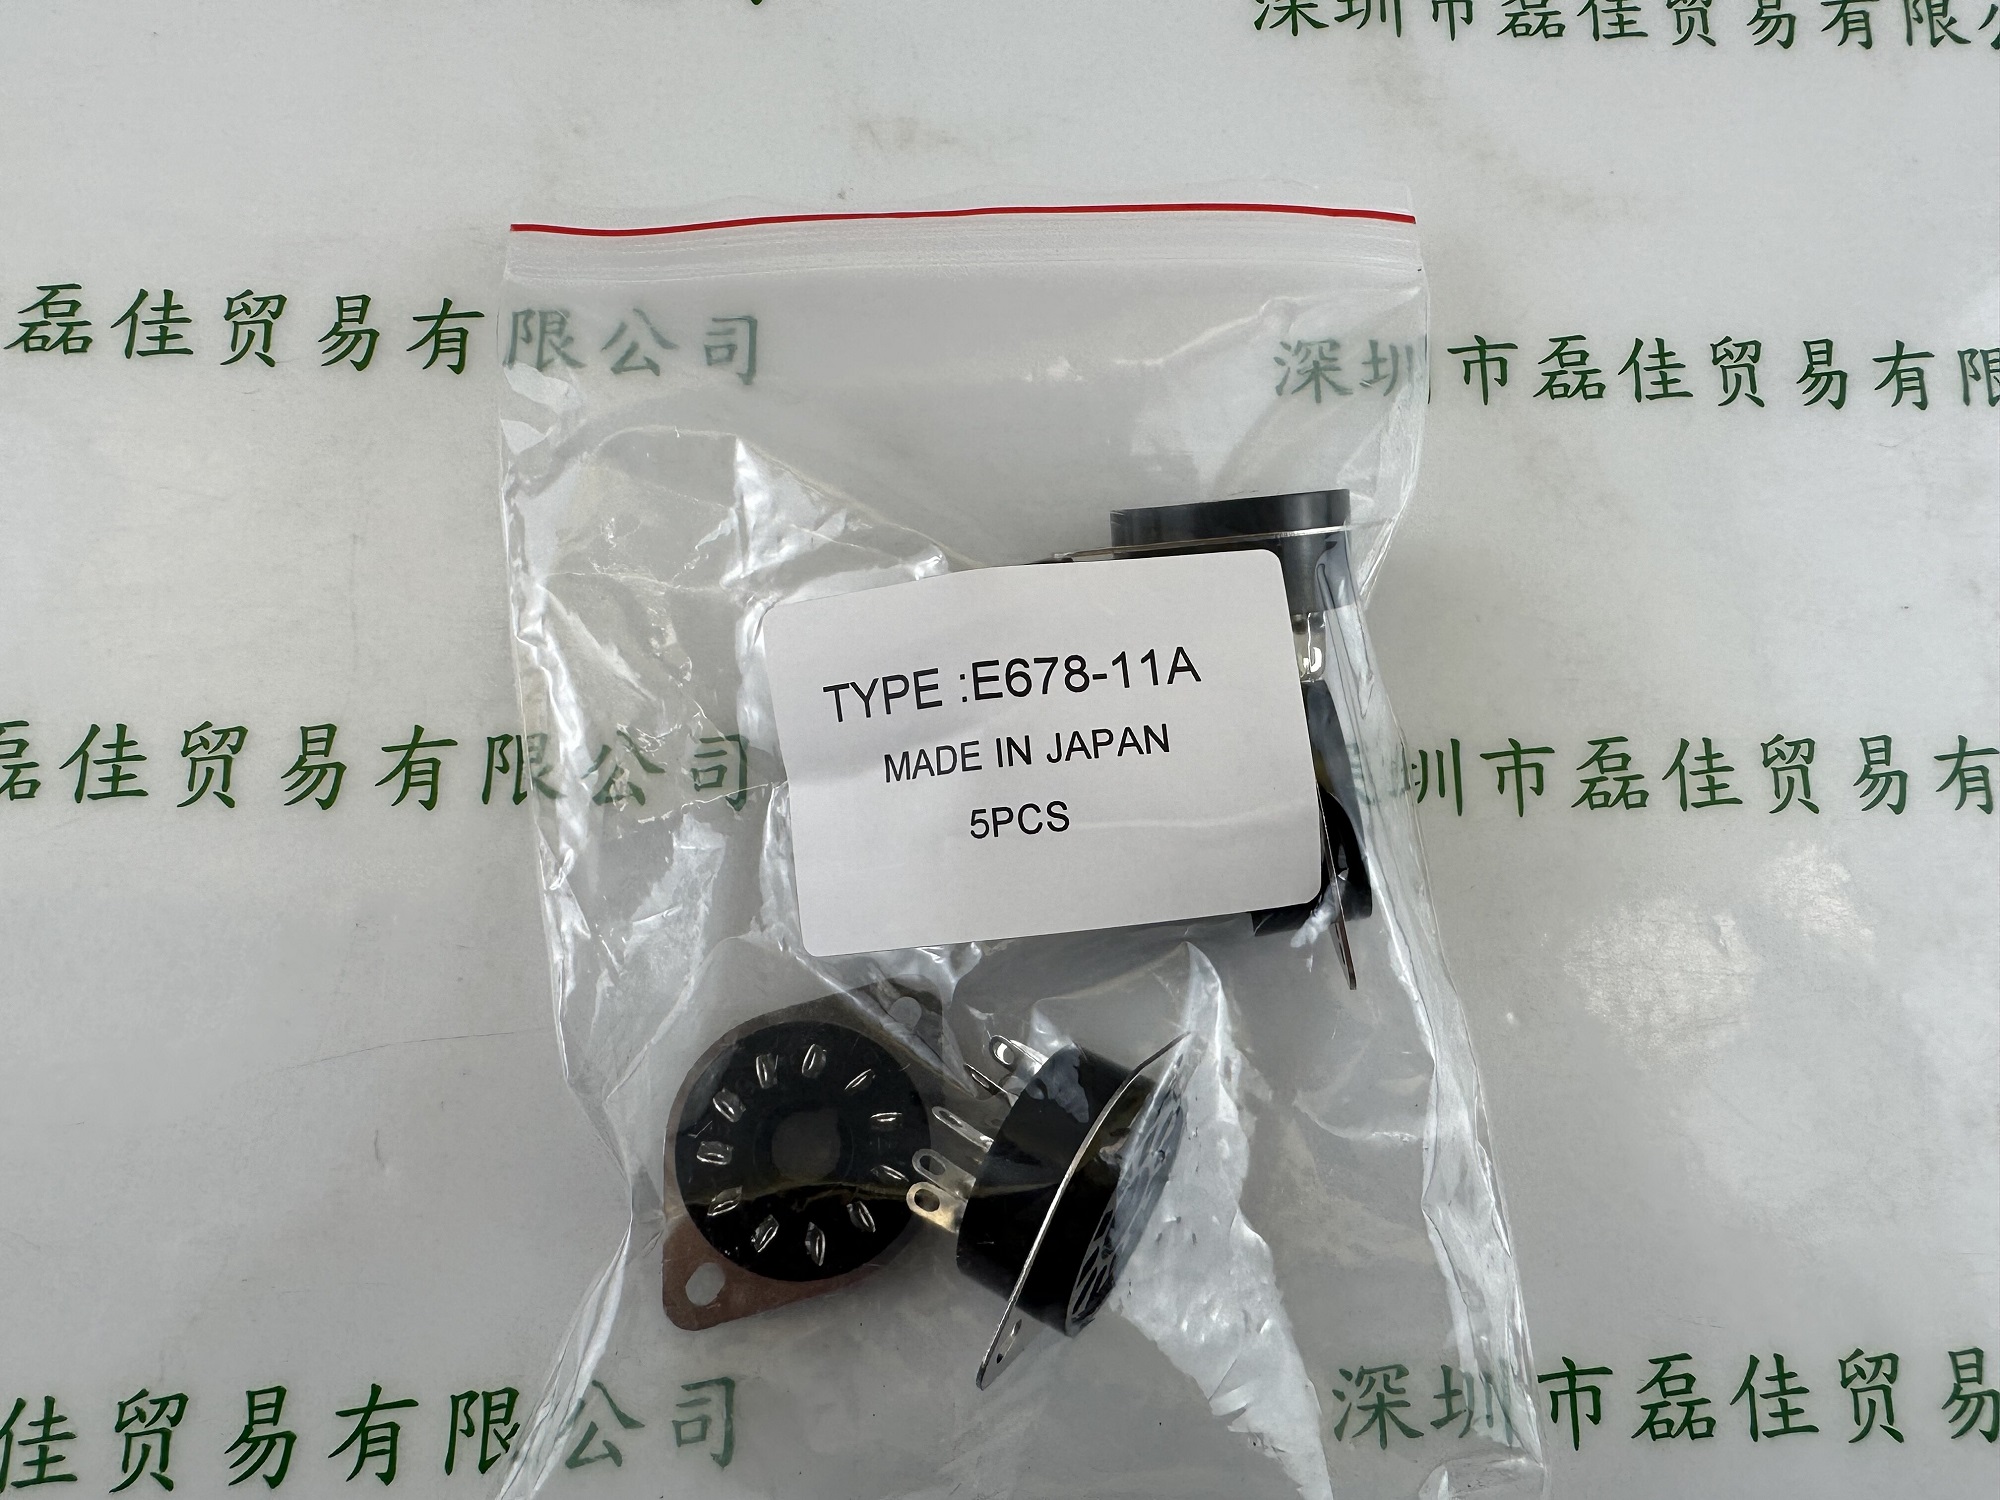 深圳市磊佳贸易有限
磊佳贸易有限公司
深圳市磊佳贸易有限
TYPE :E678-11A
MADE IN JAPAN
5PCS
磊佳贸易有限公司
圳市磊佳贸易有
佳贸易有限公司
深圳市磊佳贸易